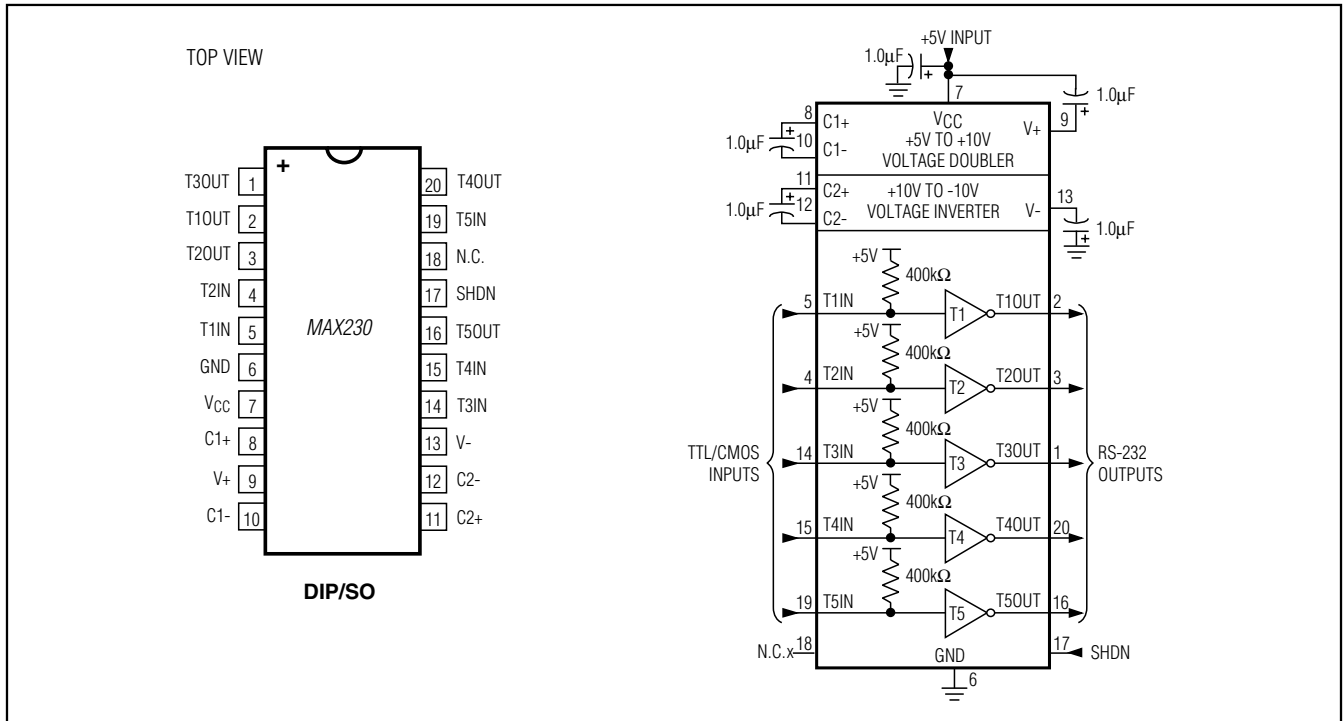 TOP VIEW
+
T3OUT 1
T1OUT 2
T2OUT 3
T2IN 4
T1IN 5
GND 6
VCC 7
C1+ 8
V+ 9
C1- 10
MAX230
20 T4OUT
19 T5IN
18 N.C.
17 SHDN
16 T5OUT
15 T4IN
14 T3IN
13 V-
12 C2-
11 C2+
DIP/SO
+5V INPUT
1.0µF
+
7
1.0µF
+
8 C1+
1.0µF
+
10 C1-
VCC
+5V TO +10V
VOLTAGE DOUBLER
V+ 9
11 C2+
1.0µF
+
12 C2-
+10V TO -10V
VOLTAGE INVERTER
V- 13
1.0µF
+
TTL/CMOS
INPUTS
+5V
400kΩ
5 T1IN T1 T1OUT 2
+5V
400kΩ
4 T2IN T2 T2OUT 3
+5V
400kΩ
14 T3IN T3 T3OUT 1
+5V
400kΩ
15 T4IN T4 T4OUT 20
+5V
400kΩ
19 T5IN T5 T5OUT 16
RS-232
OUTPUTS
N.C. x 18
GND
6
17 SHDN